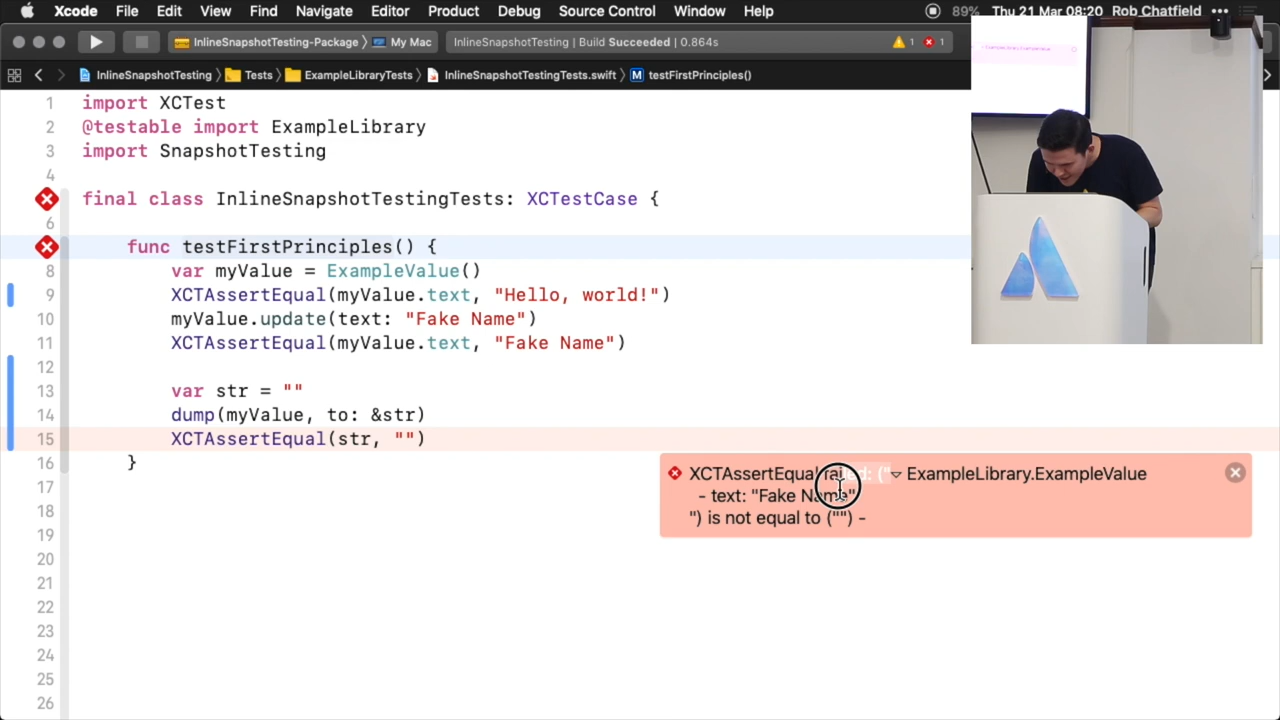 Xcode File Edit View Find Navigate Editor Product Debug Source Control Window Help 89% Thu 21 Mar 08:20 Rob Chatfield
InlineSnapshotTesting-Package 〉 My Mac InlineSnapshotTesting | Build Succeeded | 0.864s 1 1
InlineSnapshotTesting 〉 Tests 〉 ExampleLibraryTests 〉 InlineSnapshotTestingTests.swift 〉 M testFirstPrinciples()
1 import XCTest
2 @testable import ExampleLibrary
3 import SnapshotTesting
4
final class InlineSnapshotTestingTests: XCTestCase {
6
func testFirstPrinciples() {
8 var myValue = ExampleValue()
9 XCTAssertEqual(myValue.text, "Hello, world!")
10 myValue.update(text: "Fake Name")
11 XCTAssertEqual(myValue.text, "Fake Name")
12
13 var str = ""
14 dump(myValue, to: &str)
15 XCTAssertEqual(str, "")
16 }
XCTAssertEqual failed: ("▿ ExampleLibrary.ExampleValue
- text: "Fake Name"
") is not equal to ("") -
17
18
19
20
21
22
23
24
25
26